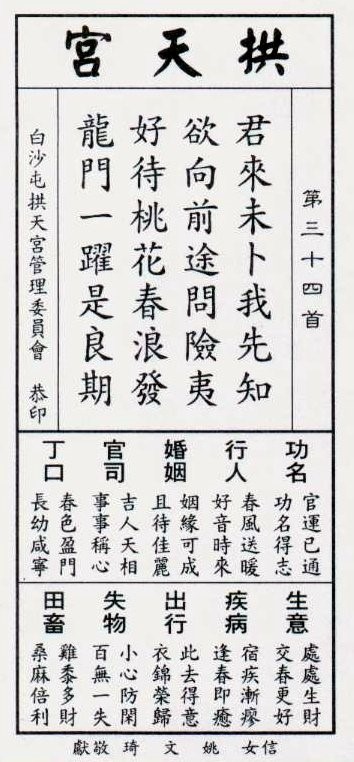 拱天宮
第三十四首
君來未卜我先知
欲向前途問險夷
好待桃花春浪發
龍門一躍是良期
白沙屯拱天宮管理委員會 恭印
功名
官運已通
功名得志
行人
春風送暖
好音時來
婚姻
姻緣可成
且待佳麗
官司
吉人天相
事事稱心
丁口
春色盈門
長幼咸寧
生意
處處生財
交春更好
疾病
宿疾漸瘳
逢春即癒
出行
此去得意
衣錦榮歸
失物
小心防閑
百無一失
田畜
雞黍多財
桑麻倍利
信女姚文琦敬獻